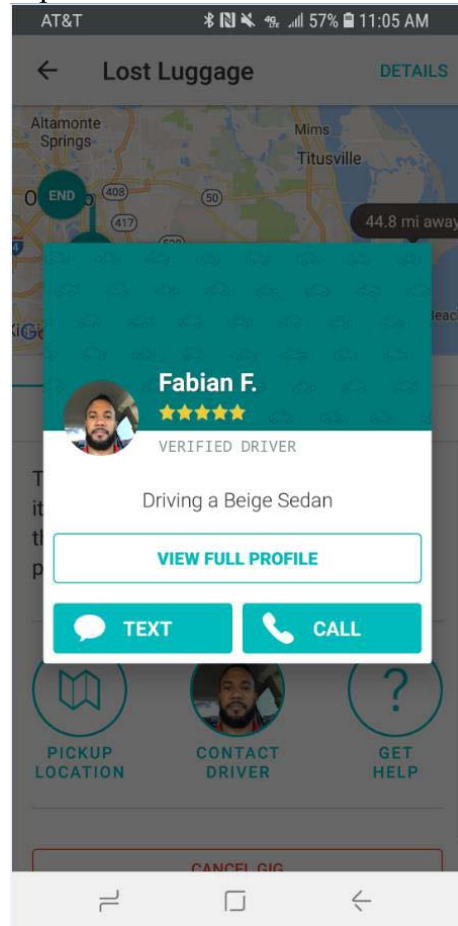 AT&T 57% 11:05 AM
Lost Luggage DETAILS
Altamonte
Springs
Mims
Titusville
END
408
50
417
44.8 mi away
Fabian F.
VERIFIED DRIVER
Driving a Beige Sedan
VIEW FULL PROFILE
TEXT CALL
?
PICKUP
LOCATION
CONTACT
DRIVER
GET
HELP
CANCEL GIG